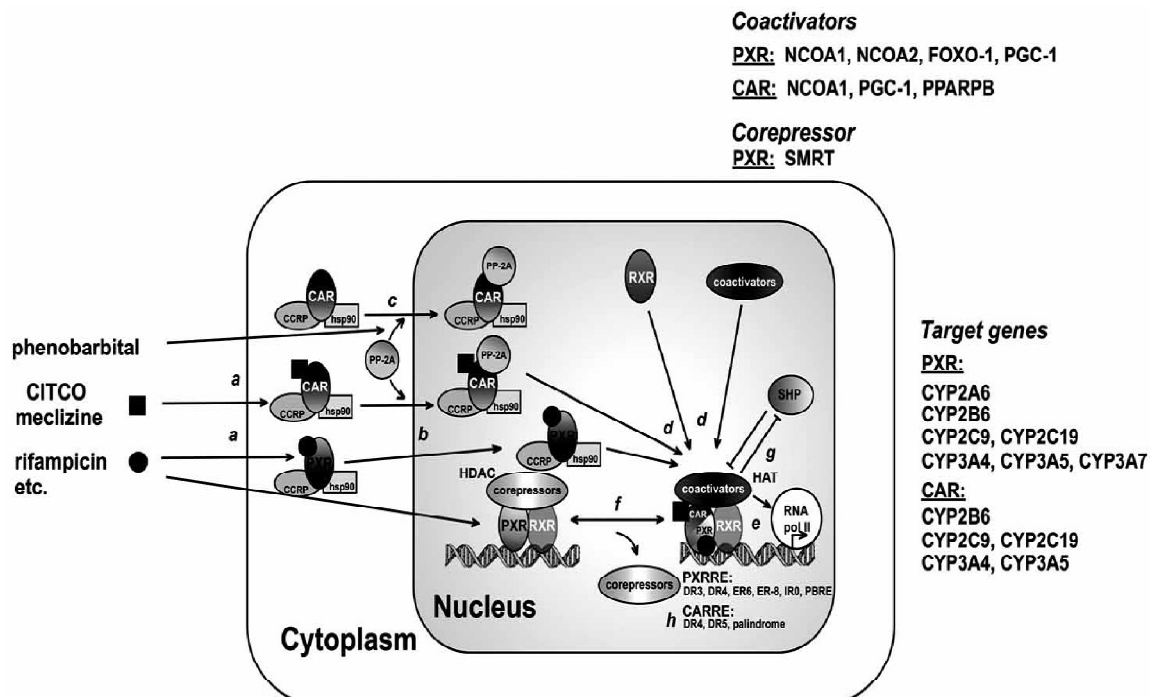 Coactivators
PXR: NCOA1, NCOA2, FOXO-1, PGC-1
CAR: NCOA1, PGC-1, PPARPB
Corepressor
PXR: SMRT
PP-2A
CAR
CCRP
hsp90
c
CAR
CCRP
hsp90
RXR
coactivators
phenobarbital
PP-2A
PP-2A
a
CITCO
meclizine
CAR
CCRP
hsp90
CAR
CCRP
hsp90
d
d
SHP
a
b
rifampicin
etc.
PXR
CCRP
hsp90
PXR
CCRP
hsp90
g
HDAC
HAT
corepressors
coactivators
f
PXR
RXR
CAR
PXR
RXR
e
RNA
pol II
corepressors
PXRRE:
DR3, DR4, ER6, ER-8, IR0, PBRE
h
CARRE:
DR4, DR5, palindrome
Nucleus
Cytoplasm
Target genes
PXR:
CYP2A6
CYP2B6
CYP2C9, CYP2C19
CYP3A4, CYP3A5, CYP3A7
CAR:
CYP2B6
CYP2C9, CYP2C19
CYP3A4, CYP3A5